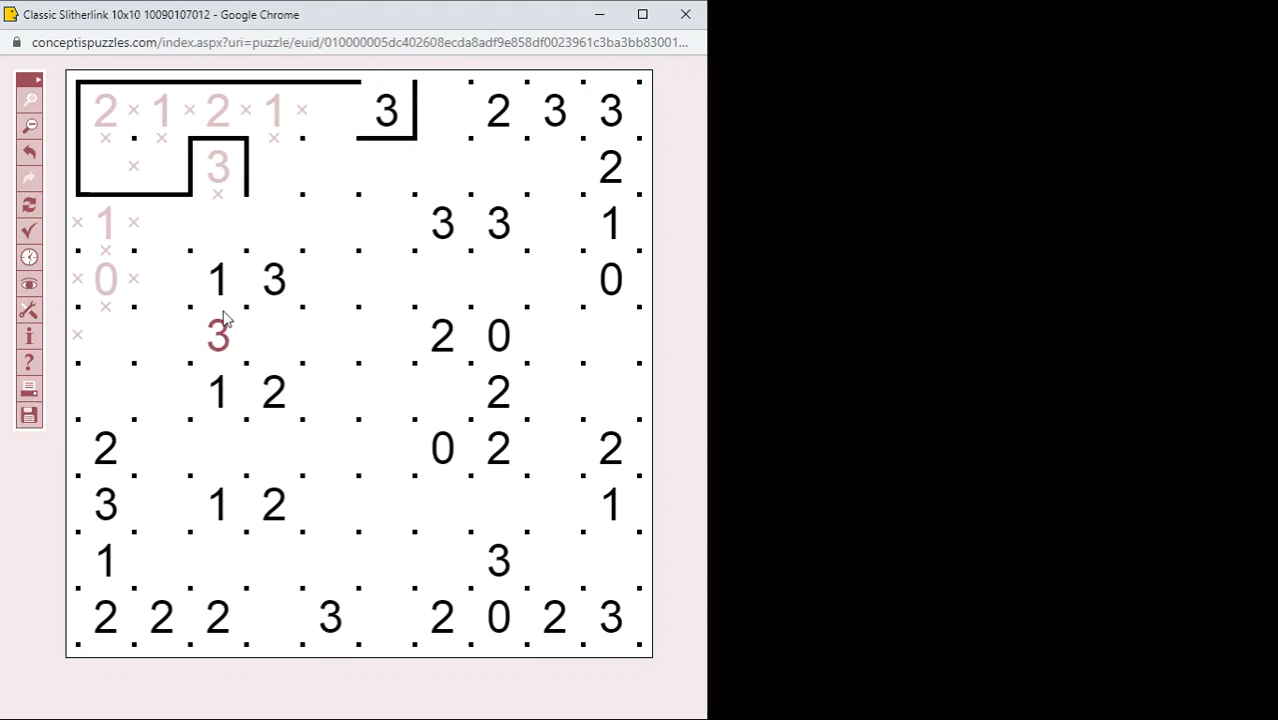 Classic Slitherlink 10x10 10090107012 - Google Chrome
conceptispuzzles.com/index.aspx?uri=puzzle/euid/010000005dc402608ecda8adf9e858df0023961c3ba3bb83001...
2 1 2 1 3 2 3 3
3 2
1 3 3 1
0 1 3 0
3 2 0
1 2 2
2 0 2 2
3 1 2 1
1 3
2 2 2 3 2 0 2 3